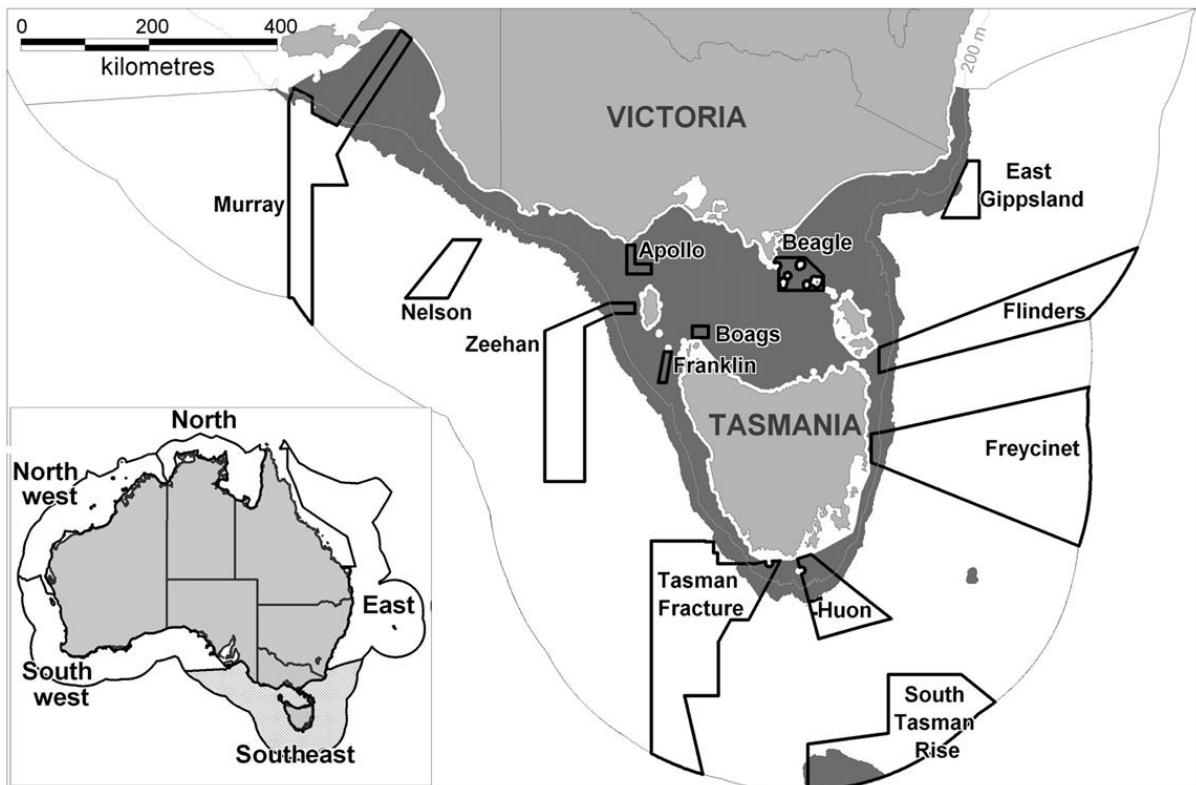 0 200 400
kilometres
200 m
VICTORIA
East
Gippsland
Murray
Apollo
Beagle
Nelson
Flinders
Zeehan
Boags
Franklin
TASMANIA
Freycinet
North
North
west
Tasman
Fracture
Huon
East
South
west
South
Tasman
Rise
Southeast